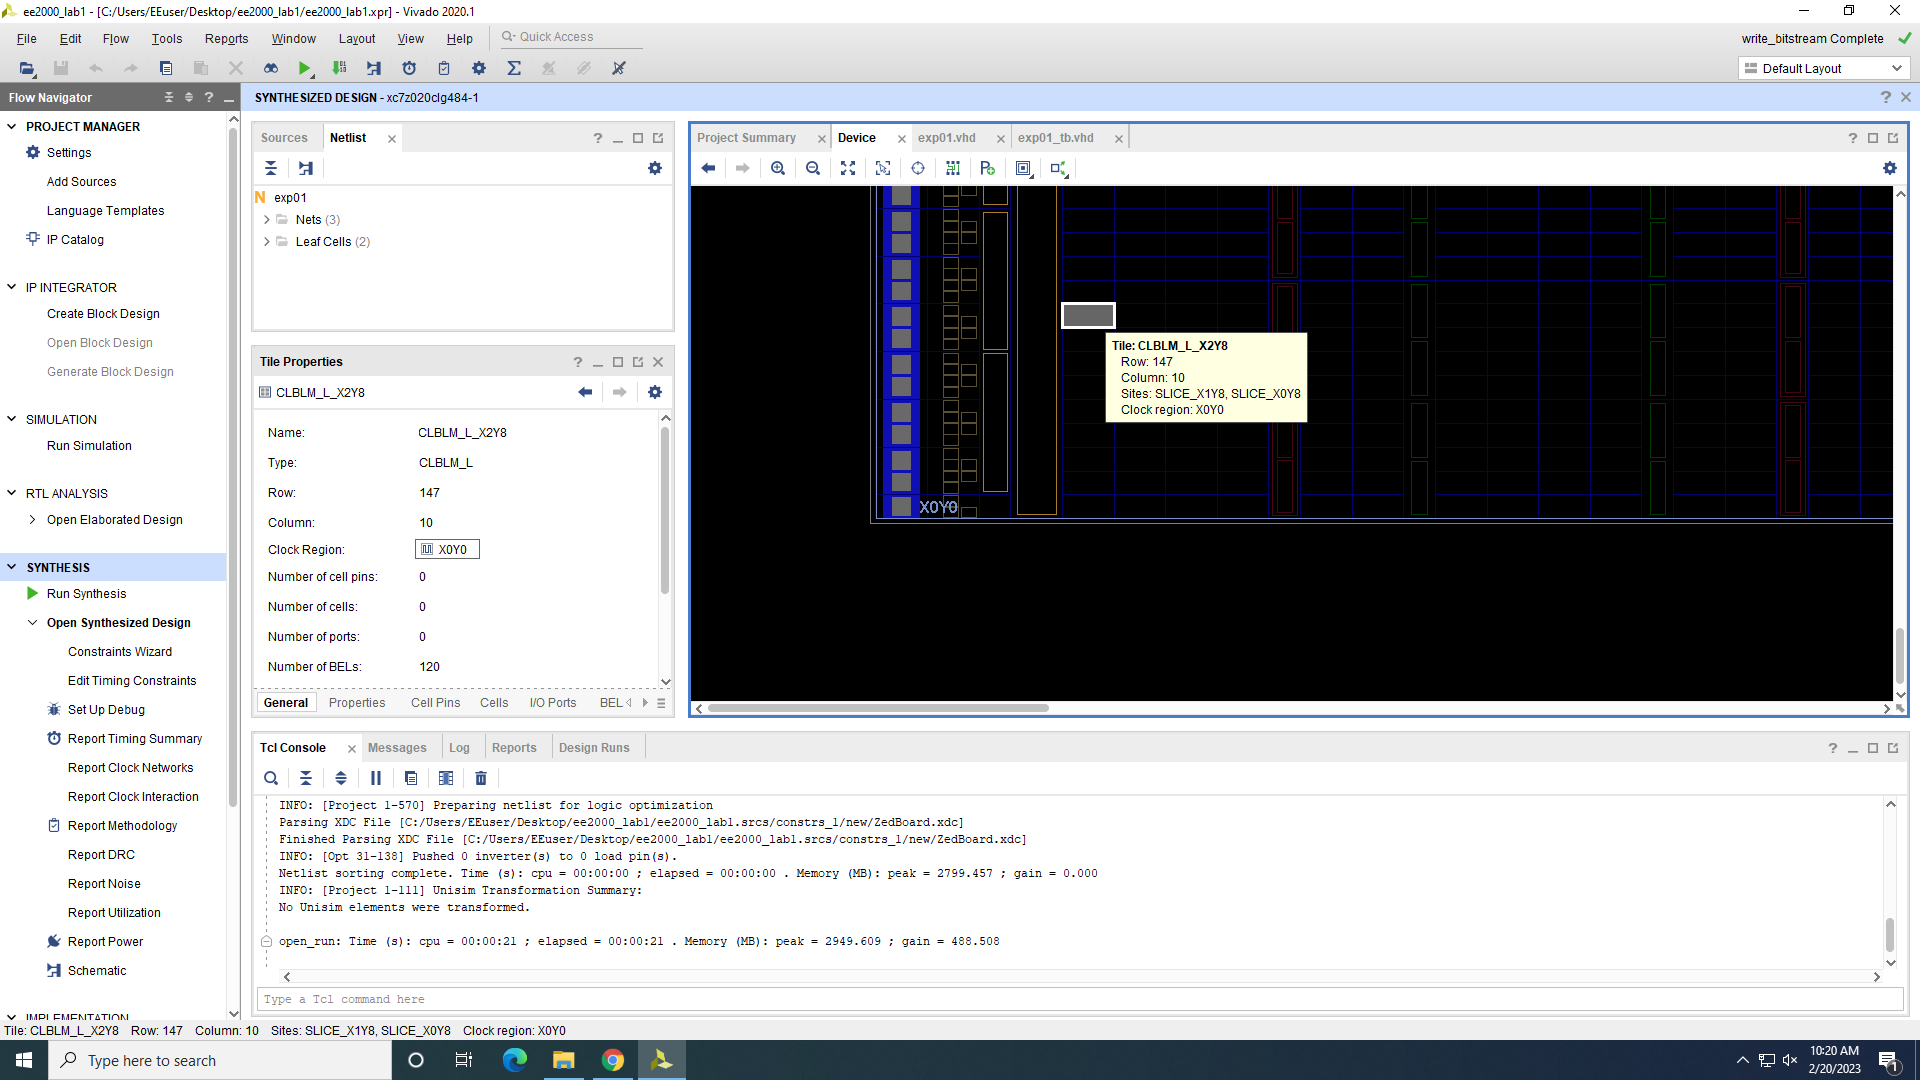 ee2000_lab1 - [C:/Users/EEuser/Desktop/ee2000_lab1/ee2000_lab1.xpr] - Vivado 2020.1
File Edit Flow Tools Reports Window Layout View Help Quick Access
write_bitstream Complete
Default Layout
Flow Navigator
SYNTHESIZED DESIGN - xc7z020clg484-1
PROJECT MANAGER
Settings
Add Sources
Language Templates
IP Catalog
IP INTEGRATOR
Create Block Design
Open Block Design
Generate Block Design
SIMULATION
Run Simulation
RTL ANALYSIS
Open Elaborated Design
SYNTHESIS
Run Synthesis
Open Synthesized Design
Constraints Wizard
Edit Timing Constraints
Set Up Debug
Report Timing Summary
Report Clock Networks
Report Clock Interaction
Report Methodology
Report DRC
Report Noise
Report Utilization
Report Power
Schematic
IMPLEMENTATION
Sources Netlist
N exp01
Nets (3)
Leaf Cells (2)
Tile Properties
CLBLM_L_X2Y8
Name: CLBLM_L_X2Y8
Type: CLBLM_L
Row: 147
Column: 10
Clock Region: X0Y0
Number of cell pins: 0
Number of cells: 0
Number of ports: 0
Number of BELs: 120
General Properties Cell Pins Cells I/O Ports BEL
Project Summary Device exp01.vhd exp01_tb.vhd
Tile: CLBLM_L_X2Y8
Row: 147
Column: 10
Sites: SLICE_X1Y8, SLICE_X0Y8
Clock region: X0Y0
X0Y0
Tcl Console Messages Log Reports Design Runs
INFO: [Project 1-570] Preparing netlist for logic optimization
Parsing XDC File [C:/Users/EEuser/Desktop/ee2000_lab1/ee2000_lab1.srcs/constrs_1/new/ZedBoard.xdc]
Finished Parsing XDC File [C:/Users/EEuser/Desktop/ee2000_lab1/ee2000_lab1.srcs/constrs_1/new/ZedBoard.xdc]
INFO: [Opt 31-138] Pushed 0 inverter(s) to 0 load pin(s).
Netlist sorting complete. Time (s): cpu = 00:00:00 ; elapsed = 00:00:00 . Memory (MB): peak = 2799.457 ; gain = 0.000
INFO: [Project 1-111] Unisim Transformation Summary:
No Unisim elements were transformed.
open_run: Time (s): cpu = 00:00:21 ; elapsed = 00:00:21 . Memory (MB): peak = 2949.609 ; gain = 488.508
Type a Tcl command here
Tile: CLBLM_L_X2Y8 Row: 147 Column: 10 Sites: SLICE_X1Y8, SLICE_X0Y8 Clock region: X0Y0
Type here to search
10:20 AM
2/20/2023
1